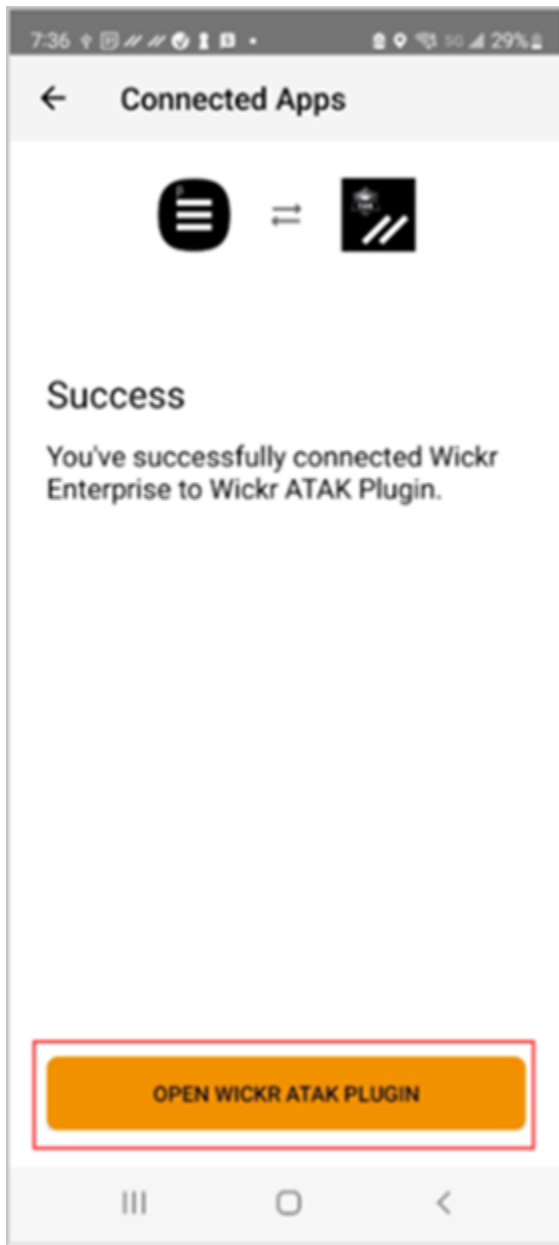 7:36 5G 29%
Connected Apps
Success
You've successfully connected Wickr
Enterprise to Wickr ATAK Plugin.
OPEN WICKR ATAK PLUGIN